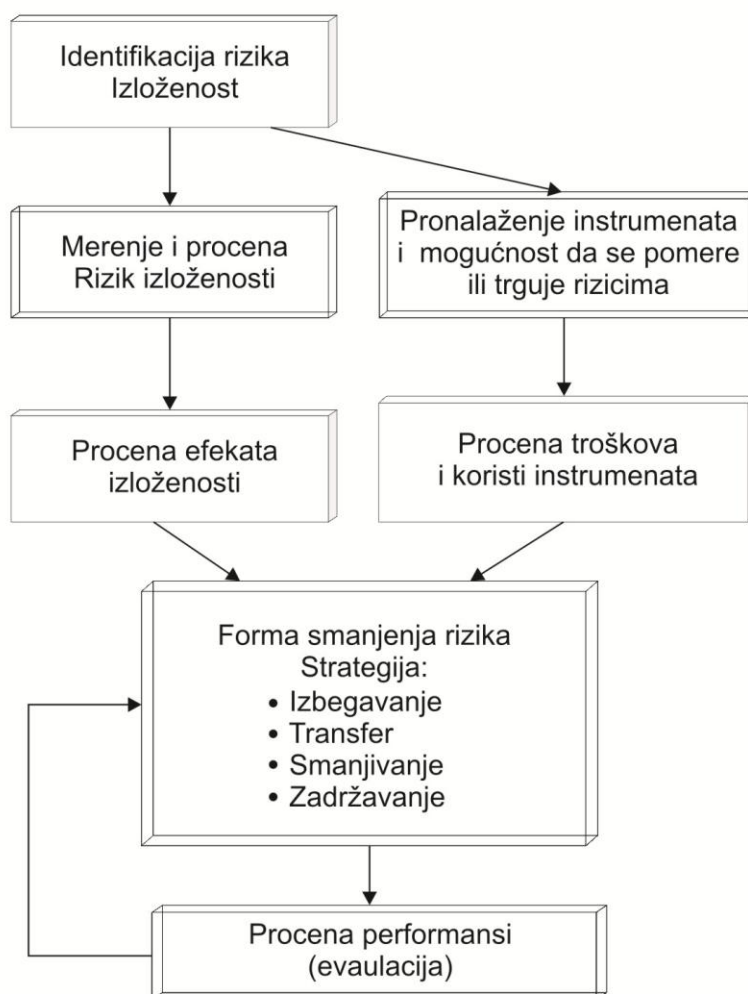 Identifikacija rizika
Izloženost
Merenje i procena
Rizik izloženosti
Pronalaženje instrumenata
i mogućnost da se pomere
ili trguje rizicima
Procena efekata
izloženosti
Procena troškova
i koristi instrumenata
Forma smanjenja rizika
Strategija:
• Izbegavanje
• Transfer
• Smanjivanje
• Zadržavanje
Procena performansi
(evaulacija)